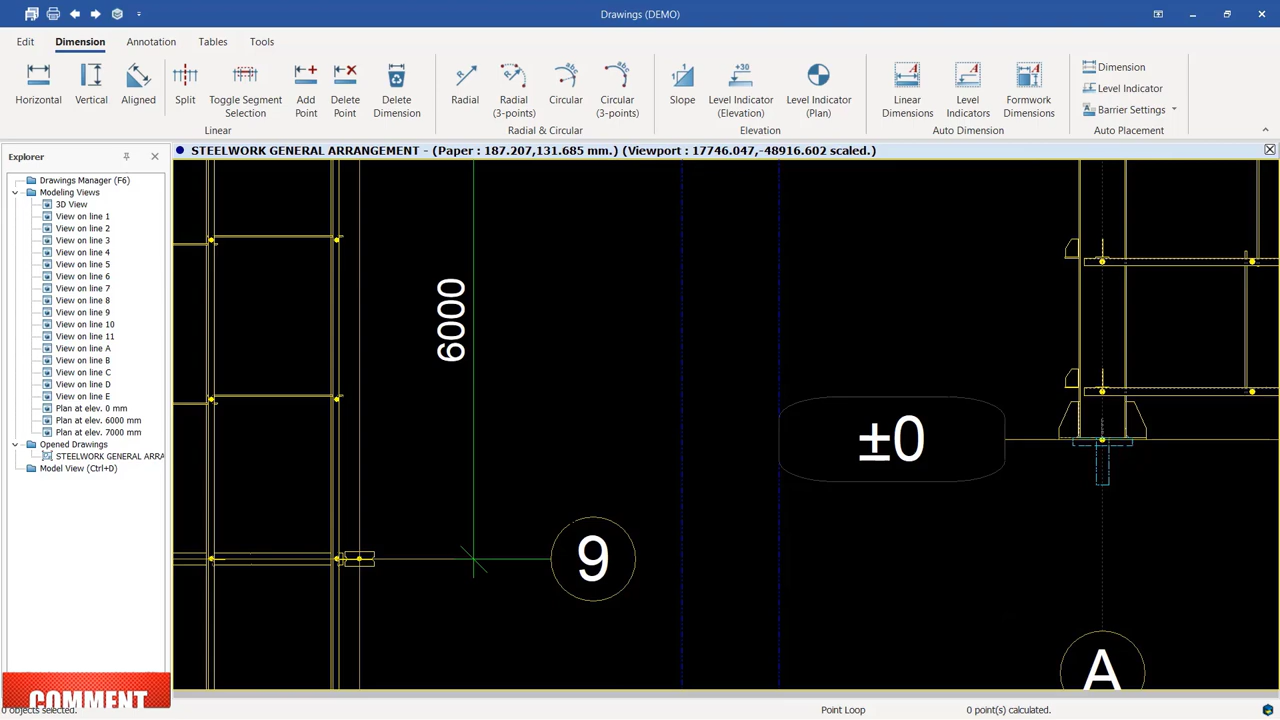 Drawings (DEMO)
Edit Dimension Annotation Tables Tools
Horizontal Vertical Aligned Split Toggle Segment Selection Add Point Delete Point Delete Dimension
Linear
Radial Radial (3-points) Circular Circular (3-points)
Radial & Circular
Slope Level Indicator (Elevation) Level Indicator (Plan)
Elevation
Linear Dimensions Level Indicators Formwork Dimensions
Auto Dimension
Dimension
Level Indicator
Barrier Settings
Auto Placement
Explorer
STEELWORK GENERAL ARRANGEMENT - (Paper : 187.207,131.685 mm.) (Viewport : 17746.047,-48916.602 scaled.)
Drawings Manager (F6)
Modeling Views
3D View
View on line 1
View on line 2
View on line 3
View on line 4
View on line 5
View on line 6
View on line 7
View on line 8
View on line 9
View on line 10
View on line 11
View on line A
View on line B
View on line C
View on line D
View on line E
Plan at elev. 0 mm
Plan at elev. 6000 mm
Plan at elev. 7000 mm
Opened Drawings
STEELWORK GENERAL ARRA
Model View (Ctrl+D)
6000
±0
9
A
COMMENT
0 objects selected.
Point Loop
0 point(s) calculated.